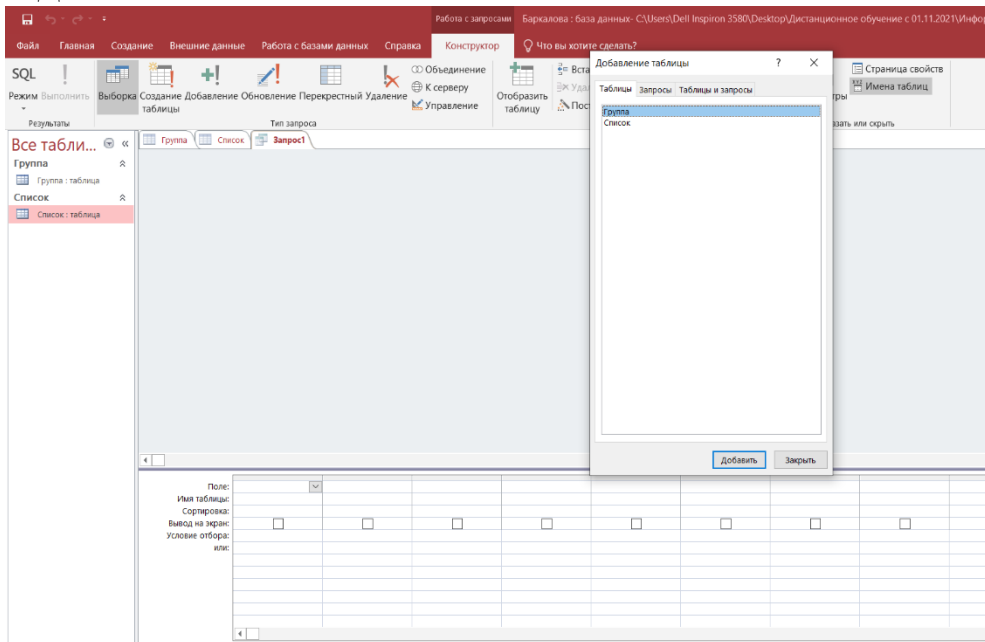 Работа с запросами
Баркалова : база данных- C:\Users\Dell Inspiron 3580\Desktop\Дистанционное обучение с 01.11.2021\Инфо
Файл Главная Создание Внешние данные Работа с базами данных Справка Конструктор Что вы хотите сделать?
SQL
Режим
Выполнить
Выборка
Создание таблицы
Добавление
Обновление
Перекрестный
Удаление
Объединение
К серверу
Управление
Отобразить таблицу
Страница свойств
Имена таблиц
Результаты
Тип запроса
Все табли...
Группа
Группа : таблица
Список
Список : таблица
Группа Список Запрос1
Добавление таблицы ? X
Таблицы Запросы Таблицы и запросы
Группа
Список
Добавить Закрыть
Поле:
Имя таблицы:
Сортировка:
Вывод на экран:
Условие отбора:
или: